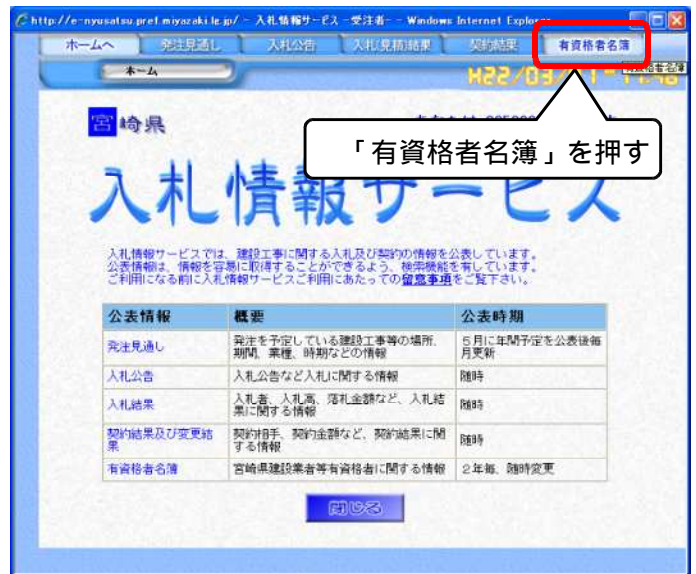 http://e-nyusatsu.pref.miyazaki.lg.jp/ - 入札情報サービス -受注者- - Windows Internet Explorer
ホームへ 発注見通し 入札公告 入札(見積)結果 契約結果 有資格者名簿
ホーム
有資格者名簿
宮崎県
「有資格者名簿」を押す
入札情報サービス
入札情報サービスでは、建設工事に関する入札及び契約の情報を公表しています。
公表情報は、情報を容易に取得することができるよう、検索機能を有しています。
ご利用になる前に入札情報サービスご利用にあたっての留意事項をご覧下さい。
公表情報 概要 公表時期
発注見通し 発注を予定している建設工事等の場所、期間、業種、時期などの情報 5月に年間予定を公表後毎月更新
入札公告 入札公告など入札に関する情報 随時
入札結果 入札者、入札高、落札金額など、入札結果に関する情報 随時
契約結果及び変更結果 契約相手、契約金額など、契約結果に関する情報 随時
有資格者名簿 宮崎県建設業者等有資格者に関する情報 2年毎、随時変更
閉じる